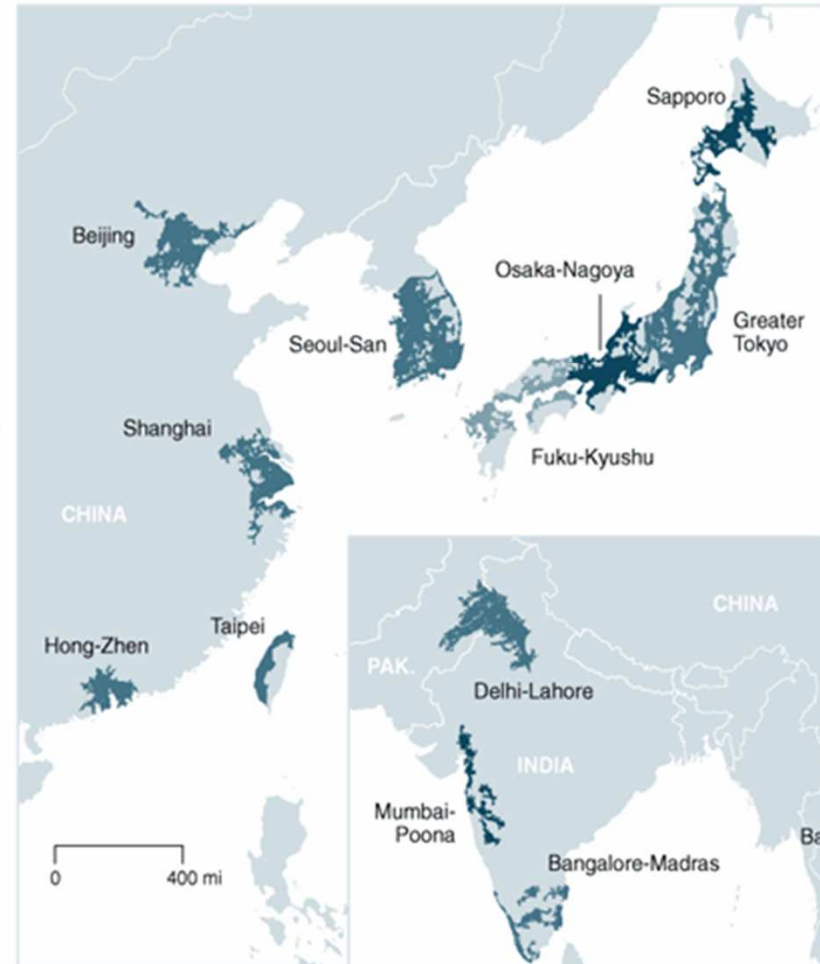 Sapporo
Beijing
Osaka-Nagoya
Greater
Tokyo
Seoul-San
Shanghai
Fuku-Kyushu
CHINA
Taipei
Hong-Zhen
0
400 mi
CHINA
PAK.
Delhi-Lahore
INDIA
Mumbai-
Poona
Bangalore-Madras
Ba